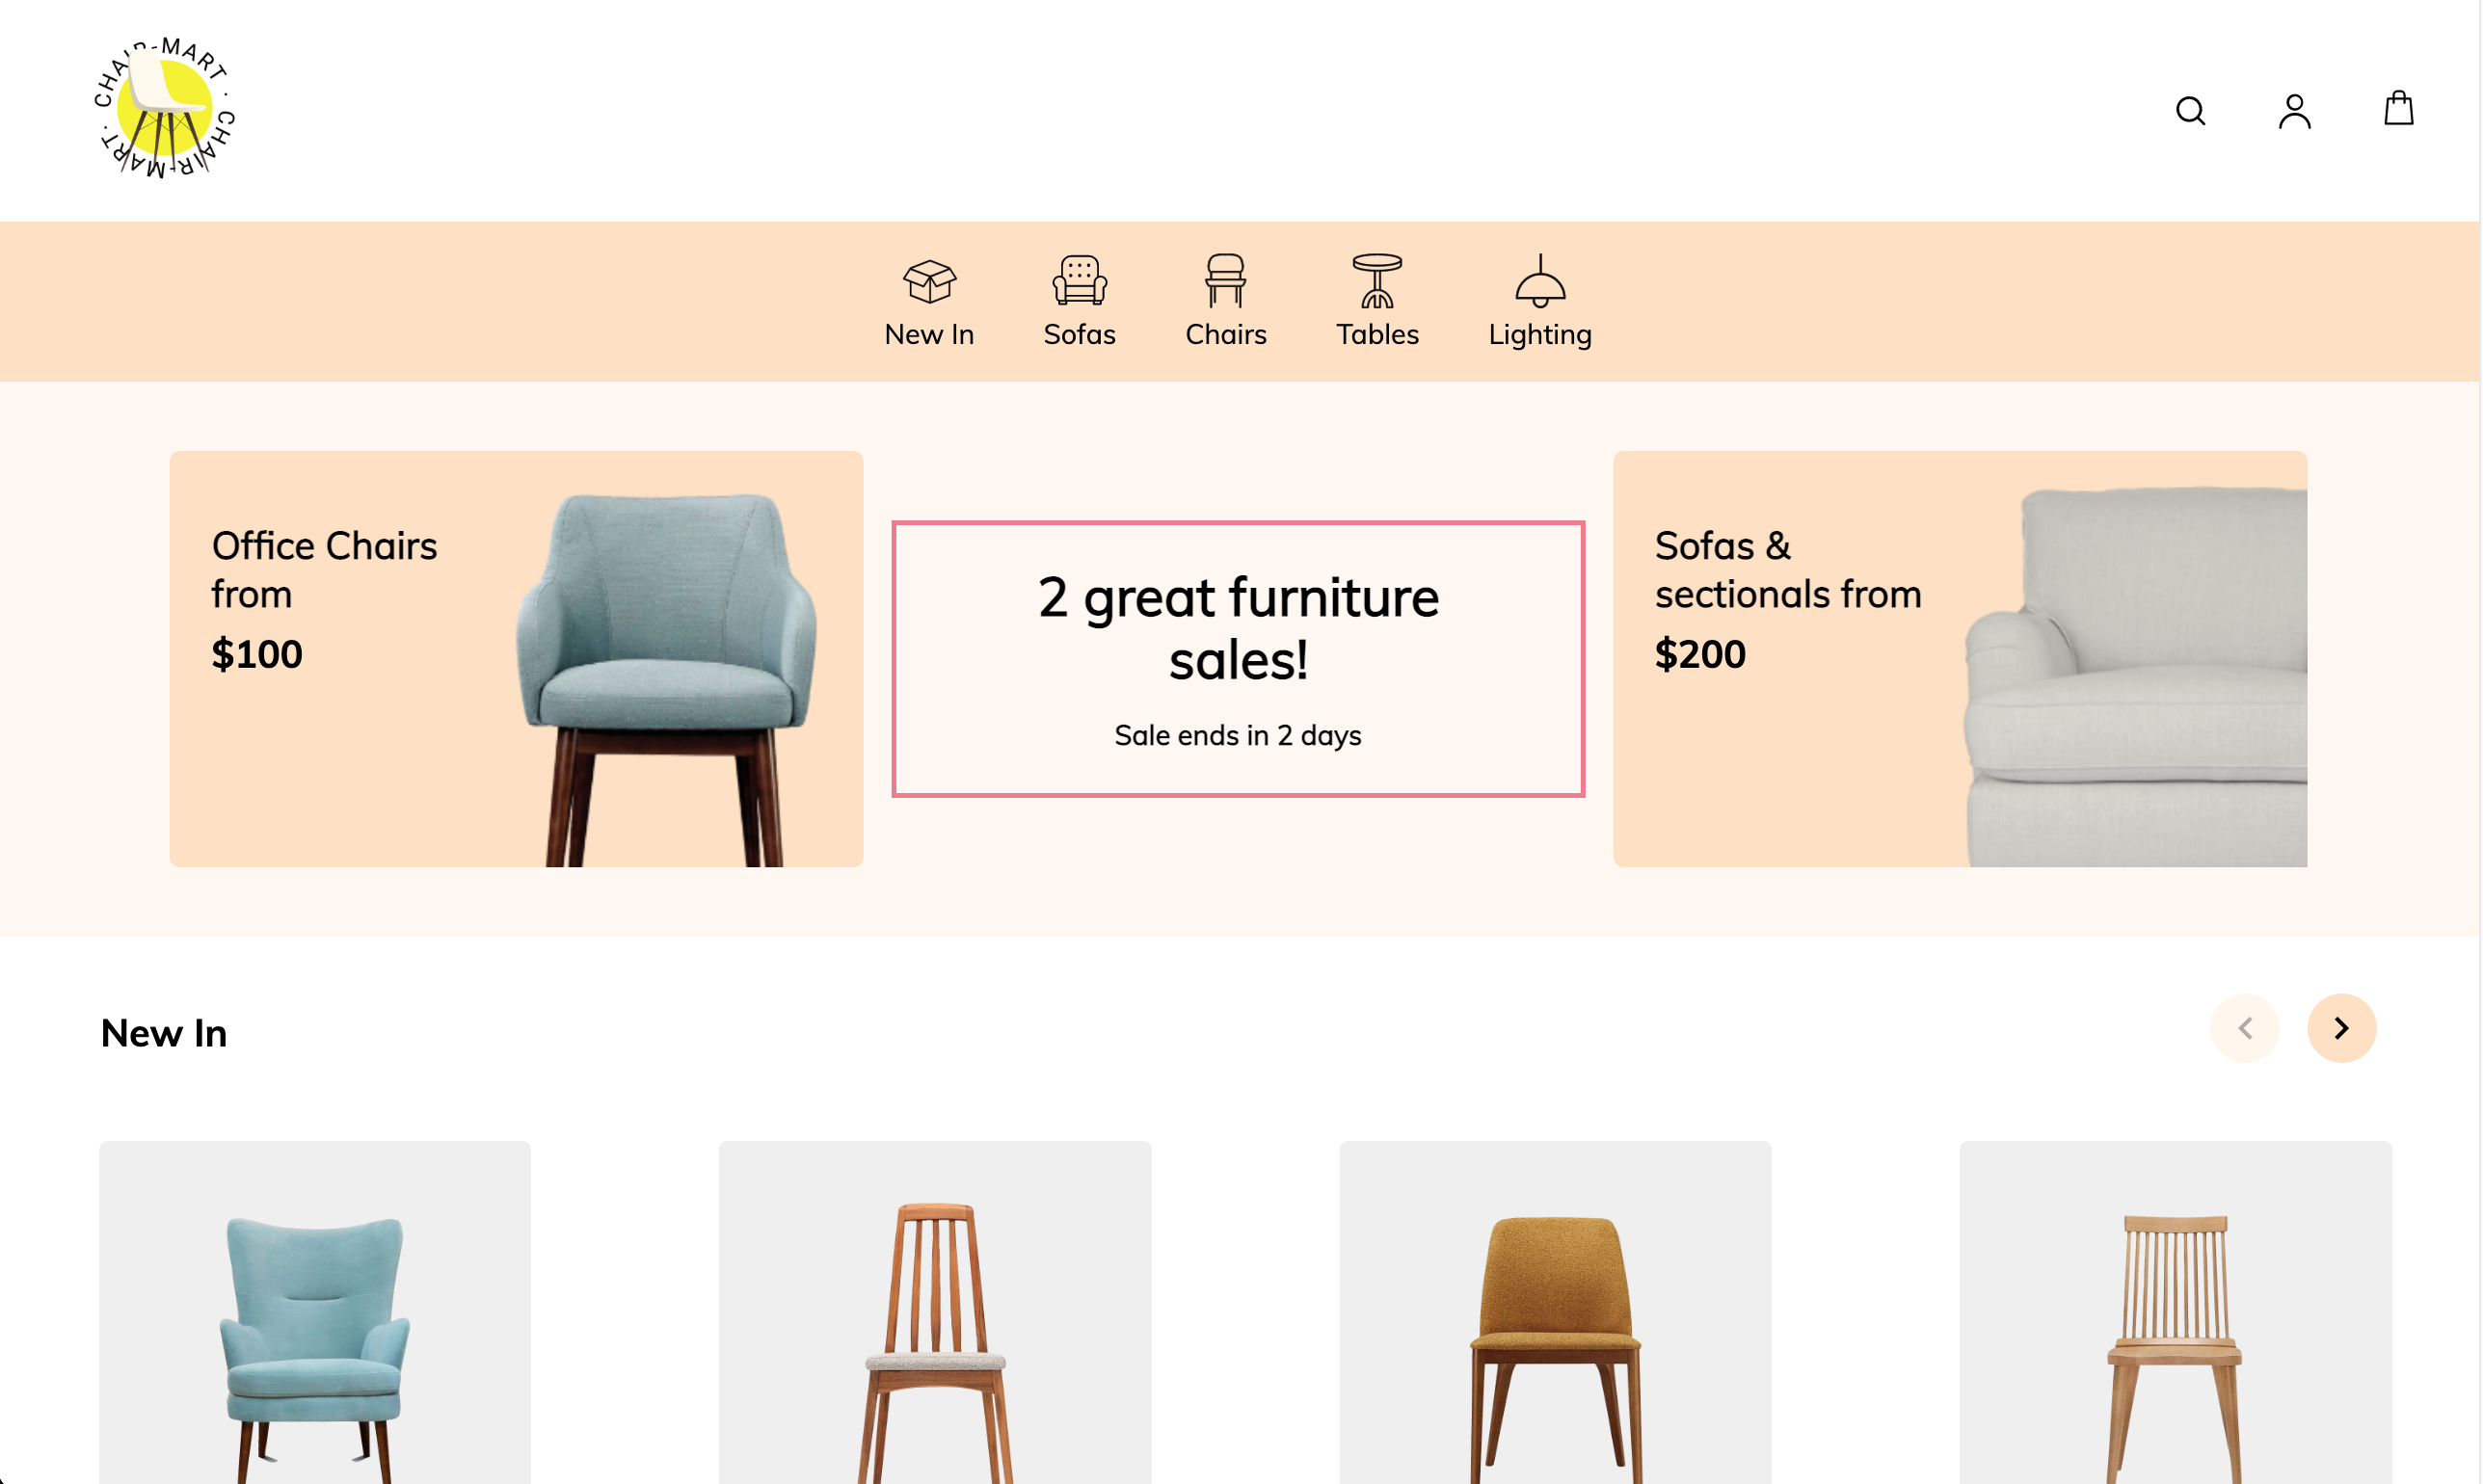 CHAIR-MART · CHAIR-MART ·
New In
Sofas
Chairs
Tables
Lighting
Office Chairs
from
$100
2 great furniture
sales!
Sale ends in 2 days
Sofas &
sectionals from
$200
New In